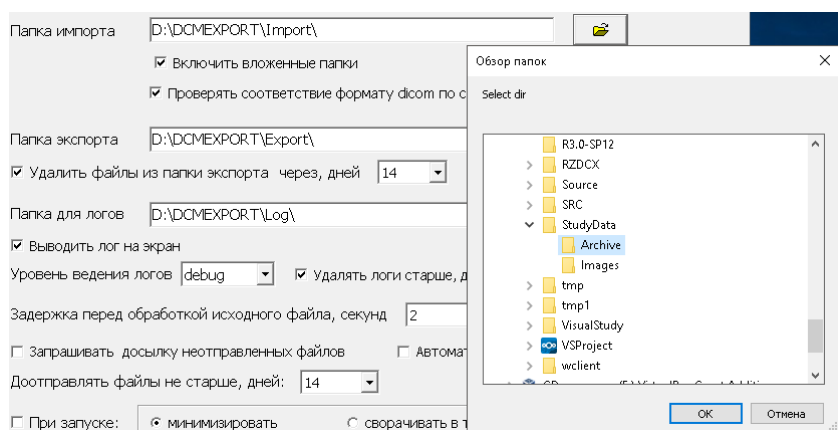 Папка импорта D:\DCMEXPORT\Import\
Включить вложенные папки
Проверять соответствие формату dicom по с
Папка экспорта D:\DCMEXPORT\Export\
Удалить файлы из папки экспорта через, дней 14
Папка для логов D:\DCMEXPORT\Log\
Выводить лог на экран
Уровень ведения логов debug Удалять логи старше, д
Задержка перед обработкой исходного файла, секунд 2
Запрашивать досылку неотправленных файлов Автомат
Доотправлять файлы не старше, дней: 14
При запуске: минимизировать сворачивать в т
Обзор папок
Select dir
R3.0-SP12
RZDCX
Source
SRC
StudyData
Archive
Images
tmp
tmp1
VisualStudy
VSProject
wclient
OK Отмена